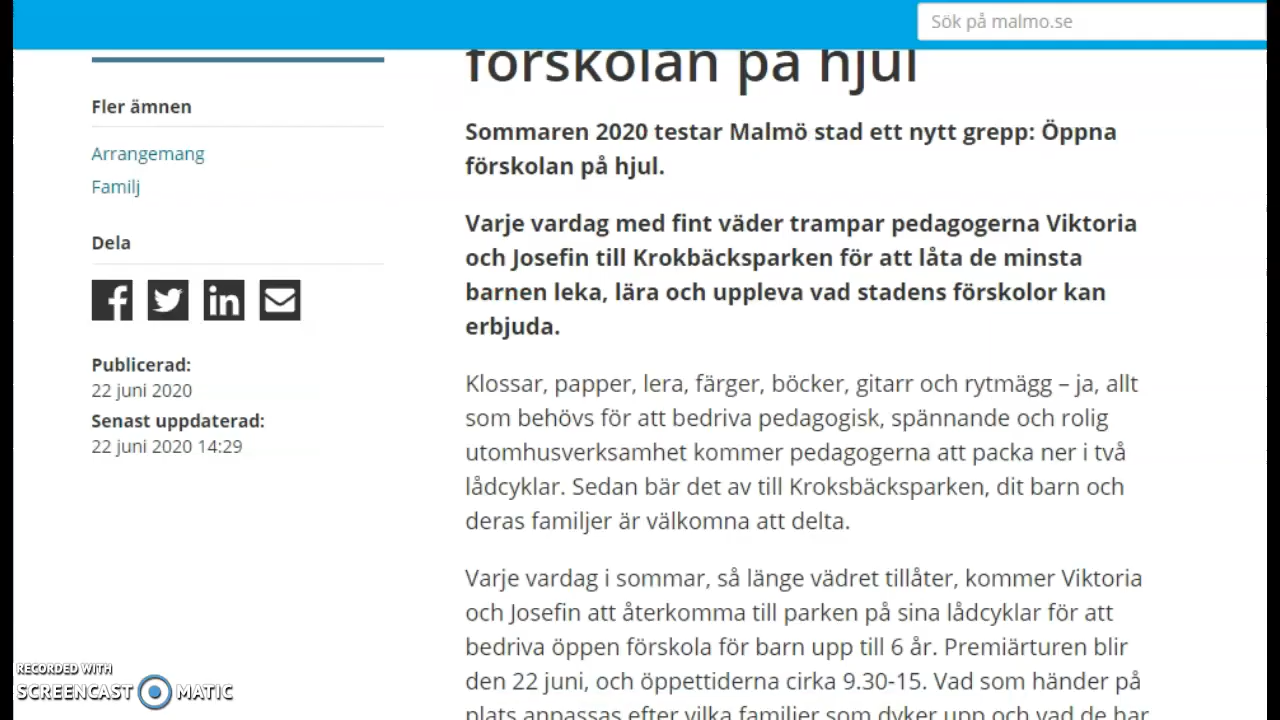 Sök på malmo.se
förskolan på hjul
Fler ämnen
Arrangemang
Familj
Dela
Publicerad:
22 juni 2020
Senast uppdaterad:
22 juni 2020 14:29
Sommaren 2020 testar Malmö stad ett nytt grepp: Öppna
förskolan på hjul.
Varje vardag med fint väder trampar pedagogerna Viktoria
och Josefin till Krokbäcksparken för att låta de minsta
barnen leka, lära och uppleva vad stadens förskolor kan
erbjuda.
Klossar, papper, lera, färger, böcker, gitarr och rytmägg – ja, allt
som behövs för att bedriva pedagogisk, spännande och rolig
utomhusverksamhet kommer pedagogerna att packa ner i två
lådcyklar. Sedan bär det av till Kroksbäcksparken, dit barn och
deras familjer är välkomna att delta.
Varje vardag i sommar, så länge vädret tillåter, kommer Viktoria
och Josefin att återkomma till parken på sina lådcyklar för att
bedriva öppen förskola för barn upp till 6 år. Premiärturen blir
den 22 juni, och öppettiderna cirka 9.30-15. Vad som händer på
plats anpassas efter vilka familjer som dyker upp och vad de har
RECORDED WITH
SCREENCAST MATIC